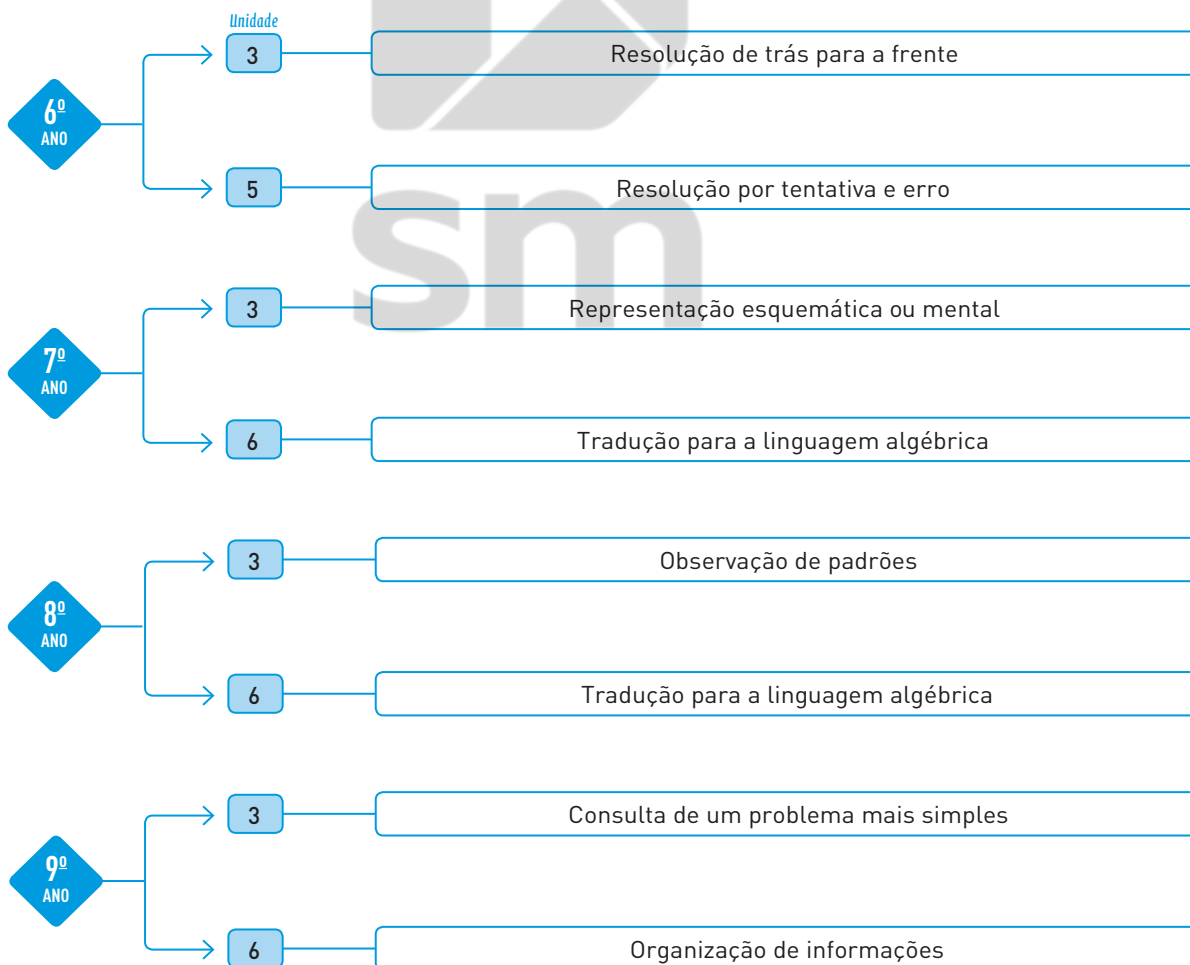 Unidade
3
Resolução de trás para a frente
6º
ANO
5
Resolução por tentativa e erro
sm
3
Representação esquemática ou mental
7º
ANO
6
Tradução para a linguagem algébrica
3
Observação de padrões
8º
ANO
6
Tradução para a linguagem algébrica
3
Consulta de um problema mais simples
9º
ANO
6
Organização de informações